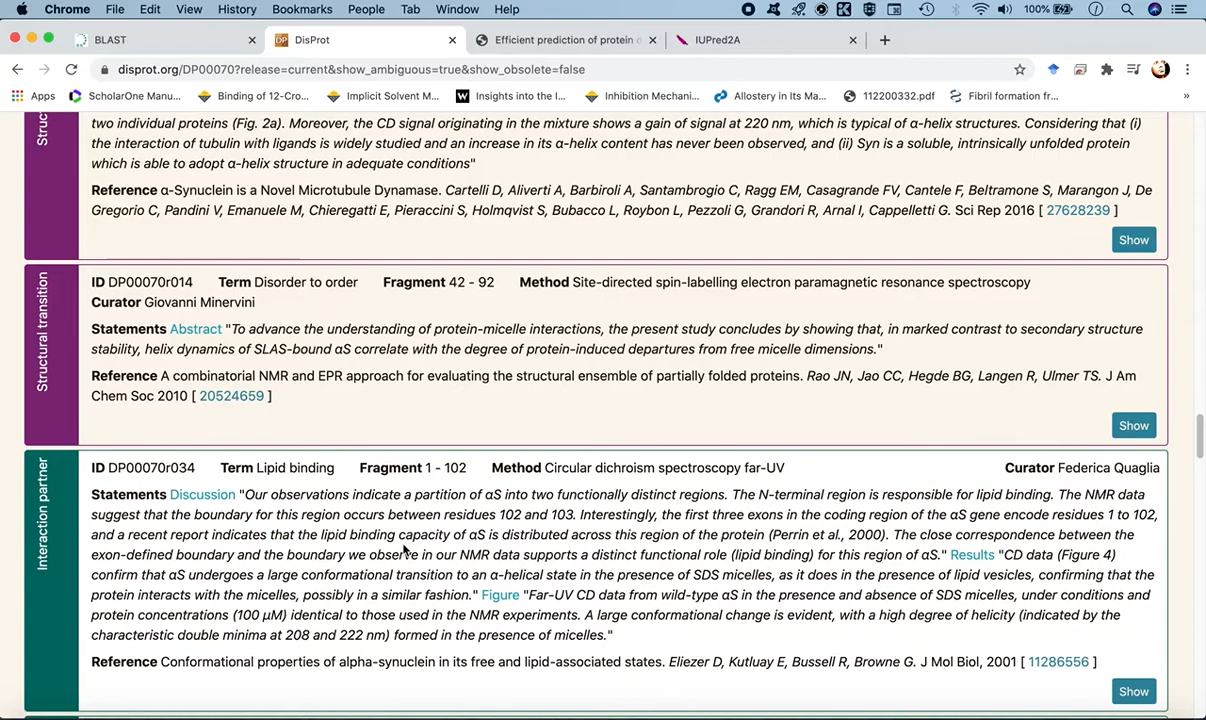 Chrome File Edit View History Bookmarks People Tab Window Help 100%
BLAST
DisProt
Efficient prediction of protein d
IUPred2A
disprot.org/DP00070?release=current&show_ambiguous=true&show_obsolete=false
Apps ScholarOne Manu... Binding of 12-Cro... Implicit Solvent M... Insights into the I... Inhibition Mechani... Allostery in Its Ma... 112200332.pdf Fibril formation fr... »
Struc
two individual proteins (Fig. 2a). Moreover, the CD signal originating in the mixture shows a gain of signal at 220 nm, which is typical of α-helix structures. Considering that (i)
the interaction of tubulin with ligands is widely studied and an increase in its α-helix content has never been observed, and (ii) Syn is a soluble, intrinsically unfolded protein
which is able to adopt α-helix structure in adequate conditions"
Reference α-Synuclein is a Novel Microtubule Dynamase. Cartelli D, Aliverti A, Barbiroli A, Santambrogio C, Ragg EM, Casagrande FV, Cantele F, Beltramone S, Marangon J, De
Gregorio C, Pandini V, Emanuele M, Chieregatti E, Pieraccini S, Holmqvist S, Bubacco L, Roybon L, Pezzoli G, Grandori R, Arnal I, Cappelletti G. Sci Rep 2016 [ 27628239 ]
Show
Structural transition
ID DP00070r014 Term Disorder to order Fragment 42 - 92 Method Site-directed spin-labelling electron paramagnetic resonance spectroscopy
Curator Giovanni Minervini
Statements Abstract "To advance the understanding of protein-micelle interactions, the present study concludes by showing that, in marked contrast to secondary structure
stability, helix dynamics of SLAS-bound αS correlate with the degree of protein-induced departures from free micelle dimensions."
Reference A combinatorial NMR and EPR approach for evaluating the structural ensemble of partially folded proteins. Rao JN, Jao CC, Hegde BG, Langen R, Ulmer TS. J Am
Chem Soc 2010 [ 20524659 ]
Show
Interaction partner
ID DP00070r034 Term Lipid binding Fragment 1 - 102 Method Circular dichroism spectroscopy far-UV Curator Federica Quaglia
Statements Discussion "Our observations indicate a partition of αS into two functionally distinct regions. The N-terminal region is responsible for lipid binding. The NMR data
suggest that the boundary for this region occurs between residues 102 and 103. Interestingly, the first three exons in the coding region of the αS gene encode residues 1 to 102,
and a recent report indicates that the lipid binding capacity of αS is distributed across this region of the protein (Perrin et al., 2000). The close correspondence between the
exon-defined boundary and the boundary we observe in our NMR data supports a distinct functional role (lipid binding) for this region of αS." Results "CD data (Figure 4)
confirm that αS undergoes a large conformational transition to an α-helical state in the presence of SDS micelles, as it does in the presence of lipid vesicles, confirming that the
protein interacts with the micelles, possibly in a similar fashion." Figure "Far-UV CD data from wild-type αS in the presence and absence of SDS micelles, under conditions and
protein concentrations (100 μM) identical to those used in the NMR experiments. A large conformational change is evident, with a high degree of helicity (indicated by the
characteristic double minima at 208 and 222 nm) formed in the presence of micelles."
Reference Conformational properties of alpha-synuclein in its free and lipid-associated states. Eliezer D, Kutluay E, Bussell R, Browne G. J Mol Biol, 2001 [ 11286556 ]
Show